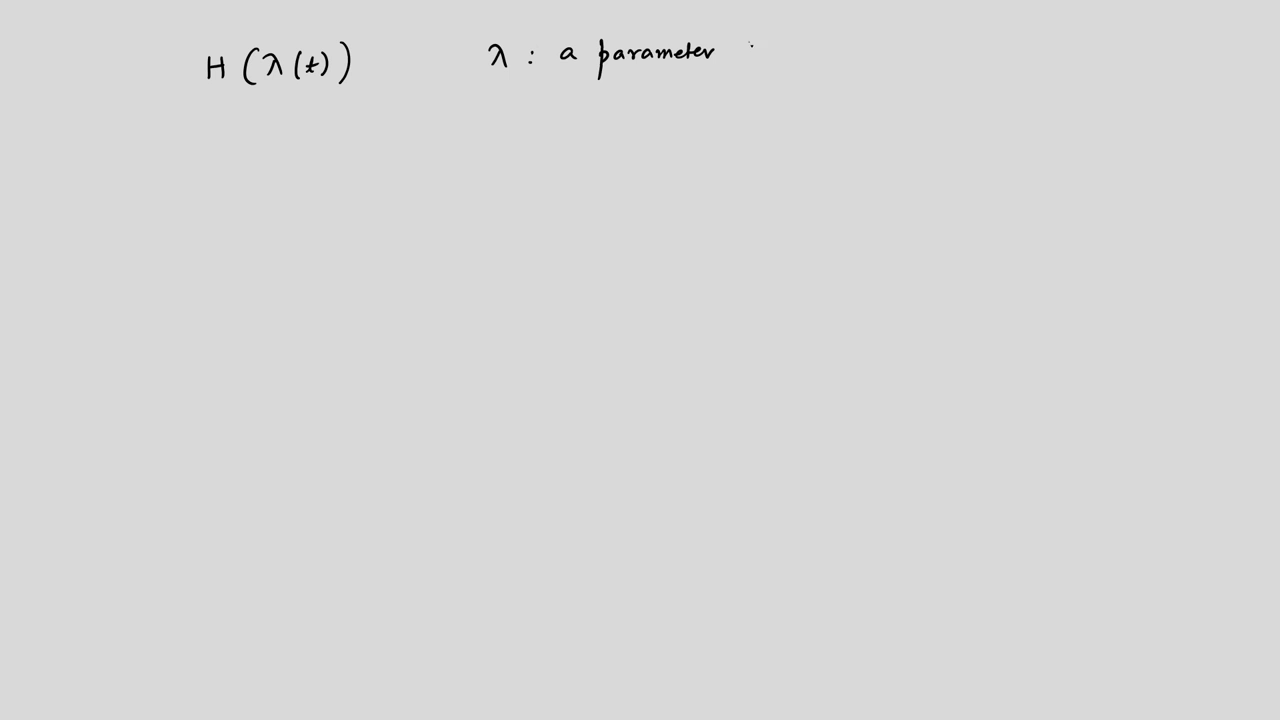 H (λ(t)) λ : a parameter